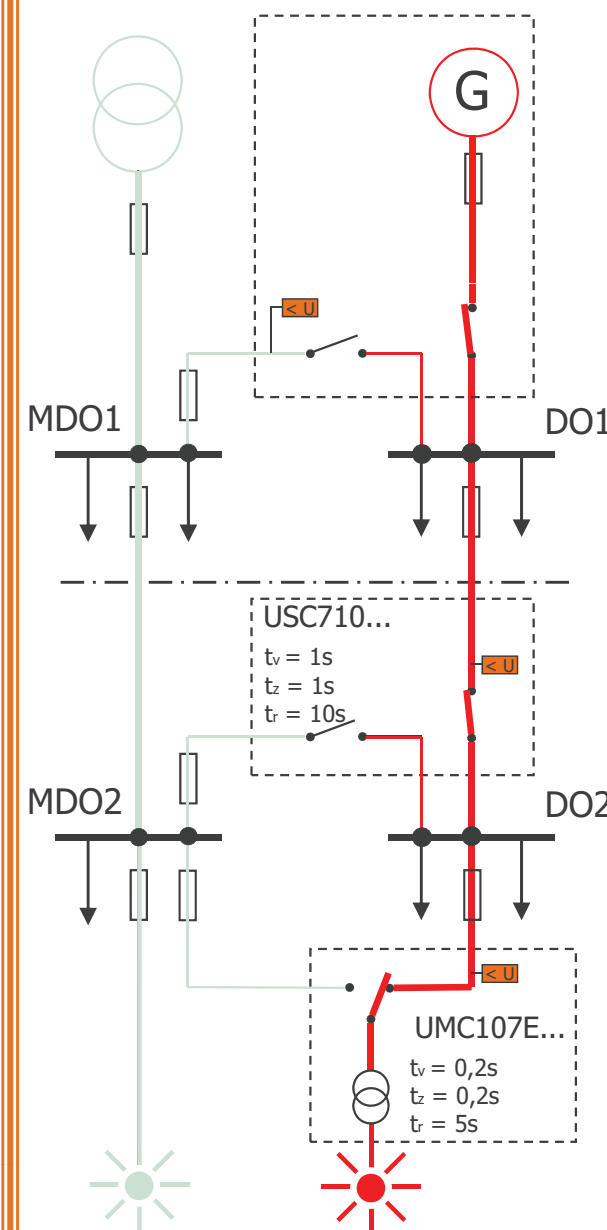 G
< U
MDO1
DO1
USC710...
tv = 1s
tz = 1s
tr = 10s
< U
MDO2
DO2
< U
UMC107E...
tv = 0,2s
tz = 0,2s
tr = 5s